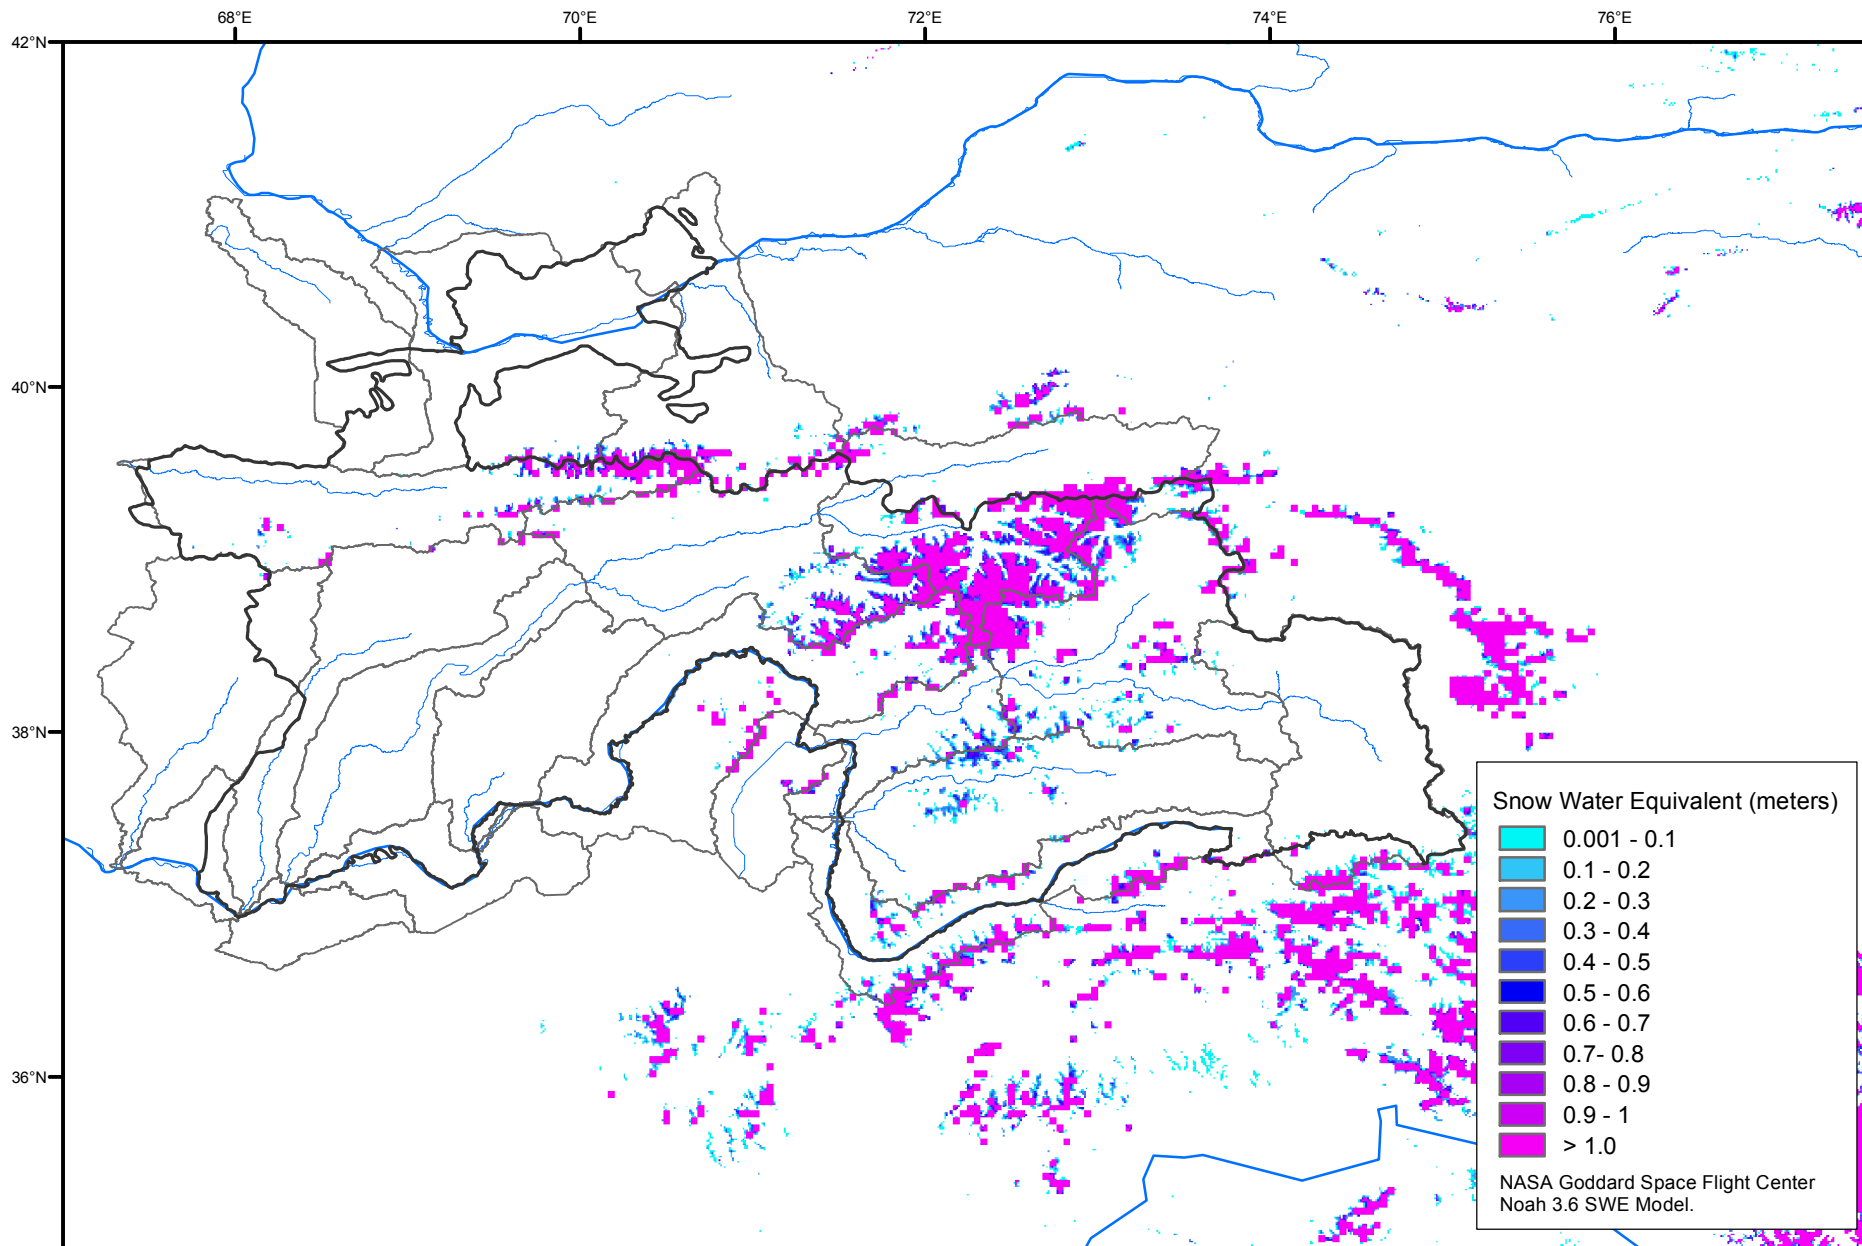 68°E
70°E
72°E
74°E
76°E
42°N
40°N
38°N
36°N
Snow Water Equivalent (meters)
0.001 - 0.1
0.1 - 0.2
0.2 - 0.3
0.3 - 0.4
0.4 - 0.5
0.5 - 0.6
0.6 - 0.7
0.7- 0.8
0.8 - 0.9
0.9 - 1
> 1.0
NASA Goddard Space Flight Center
Noah 3.6 SWE Model.